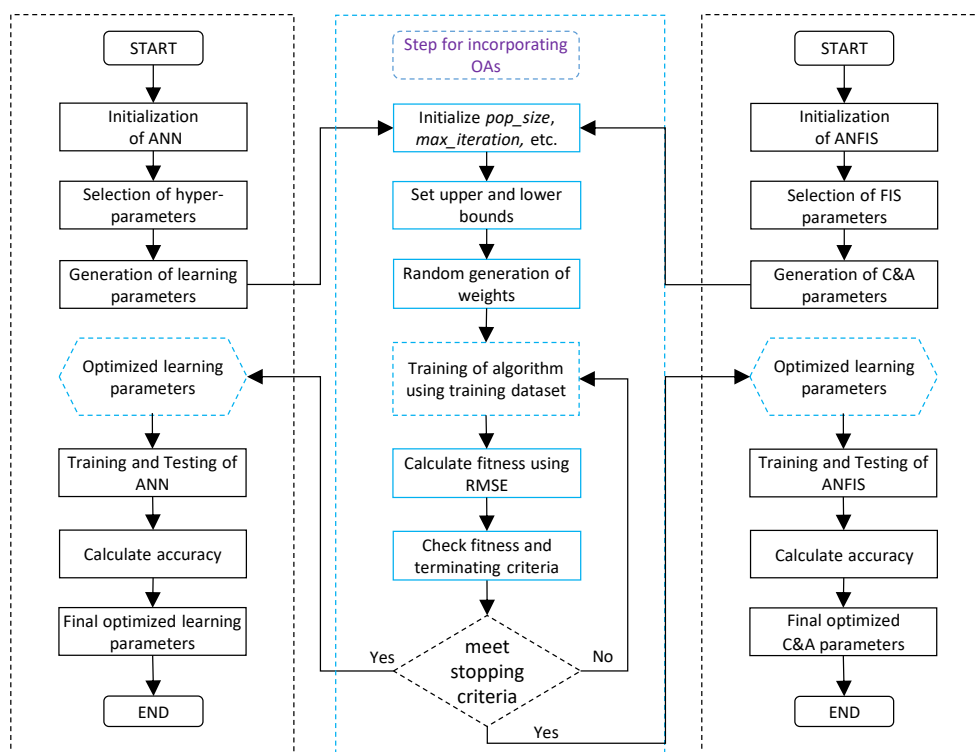 START
Initialization
of ANN
Selection of hyper-
parameters
Generation of learning
parameters
Optimized learning
parameters
Training and Testing of
ANN
Calculate accuracy
Final optimized learning
parameters
END
Step for incorporating
OAs
Initialize pop_size,
max_iteration, etc.
Set upper and lower
bounds
Random generation of
weights
Training of algorithm
using training dataset
Calculate fitness using
RMSE
Check fitness and
terminating criteria
meet
stopping
criteria
Yes
No
Yes
START
Initialization
of ANFIS
Selection of FIS
parameters
Generation of C&A
parameters
Optimized learning
parameters
Training and Testing of
ANFIS
Calculate accuracy
Final optimized
C&A parameters
END